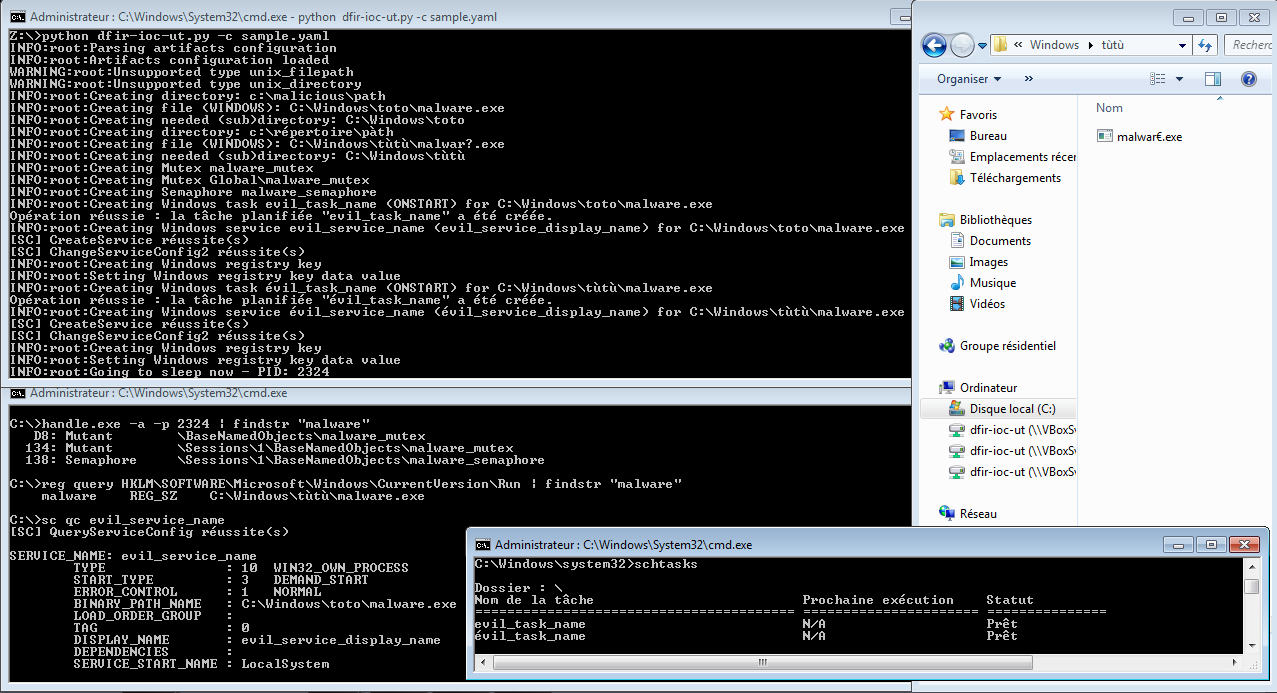 Administrateur : C:\Windows\System32\cmd.exe - python  dfir-ioc-ut.py -c sample.yaml
Z:\>python dfir-ioc-ut.py -c sample.yaml
INFO:root:Parsing artifacts configuration
INFO:root:Artifacts configuration loaded
WARNING:root:Unsupported type unix_filepath
WARNING:root:Unsupported type unix_directory
INFO:root:Creating directory: c:\malicious\path
INFO:root:Creating file (WINDOWS): C:\Windows\toto\malware.exe
INFO:root:Creating needed (sub)directory: C:\Windows\toto
INFO:root:Creating directory: c:\répertoire\pàth
INFO:root:Creating file (WINDOWS): C:\Windows\tùtù\malwar?.exe
INFO:root:Creating needed (sub)directory: C:\Windows\tùtù
INFO:root:Creating Mutex malware_mutex
INFO:root:Creating Mutex Global\malware_mutex
INFO:root:Creating Semaphore malware_semaphore
INFO:root:Creating Windows task evil_task_name (ONSTART) for C:\Windows\toto\malware.exe
Opération réussie : la tâche planifiée "evil_task_name" a été créée.
INFO:root:Creating Windows sevice evil_service_name (evil_service_display_name) for C:\Windows\toto\malware.exe
[SC] CreateService réussite(s)
[SC] ChangeServiceConfig2 réussite(s)
INFO:root:Creating Windows registry key
INFO:root:Setting Windows registry key data value
INFO:root:Creating Windows task évil_task_name (ONSTART) for C:\Windows\tùtù\malware.exe
Opération réussie : la tâche planifiée "évil_task_name" a été créée.
INFO:root:Creating Windows sevice évil_service_name (évil_service_display_name) for C:\Windows\tùtù\malware.exe
[SC] CreateService réussite(s)
[SC] ChangeServiceConfig2 réussite(s)
INFO:root:Creating Windows registry key
INFO:root:Setting Windows registry key data value
INFO:root:Going to sleep now - PID: 2324
Administrateur : C:\Windows\System32\cmd.exe
C:\>handle.exe -a -p 2324 | findstr "malware"
D8: Mutant        \BaseNamedObjects\malware_mutex
134: Mutant        \Sessions\1\BaseNamedObjects\malware_mutex
138: Semaphore     \Sessions\1\BaseNamedObjects\malware_semaphore
C:\>reg query HKLM\SOFTWARE\Microsoft\Windows\CurrentVersion\Run | findstr "malware"
malware    REG_SZ    C:\Windows\tùtù\malware.exe
C:\>sc qc evil_service_name
[SC] QueryServiceConfig réussite(s)
SERVICE_NAME: evil_service_name
TYPE               : 10  WIN32_OWN_PROCESS
START_TYPE         : 3   DEMAND_START
ERROR_CONTROL      : 1   NORMAL
BINARY_PATH_NAME   : C:\Windows\toto\malware.exe
LOAD_ORDER_GROUP   :
TAG                : 0
DISPLAY_NAME       : evil_service_display_name
DEPENDENCIES       :
SERVICE_START_NAME : LocalSystem
Administrateur : C:\Windows\System32\cmd.exe
C:\Windows\system32>schtasks
Dossier : \
Nom de la tâche                          Prochaine exécution    Statut
======================================== ====================== ===============
evil_task_name                           N/A                    Prêt
évil_task_name                           N/A                    Prêt
« Windows ▸ tùtù
Recherc
Organiser »
Favoris
Bureau
Emplacements récen
Téléchargements
Bibliothèques
Documents
Images
Musique
Vidéos
Groupe résidentiel
Ordinateur
Disque local (C:)
dfir-ioc-ut (\\VBoxSv
dfir-ioc-ut (\\VBoxSv
dfir-ioc-ut (\\VBoxSv
Réseau
Nom
malwar€.exe